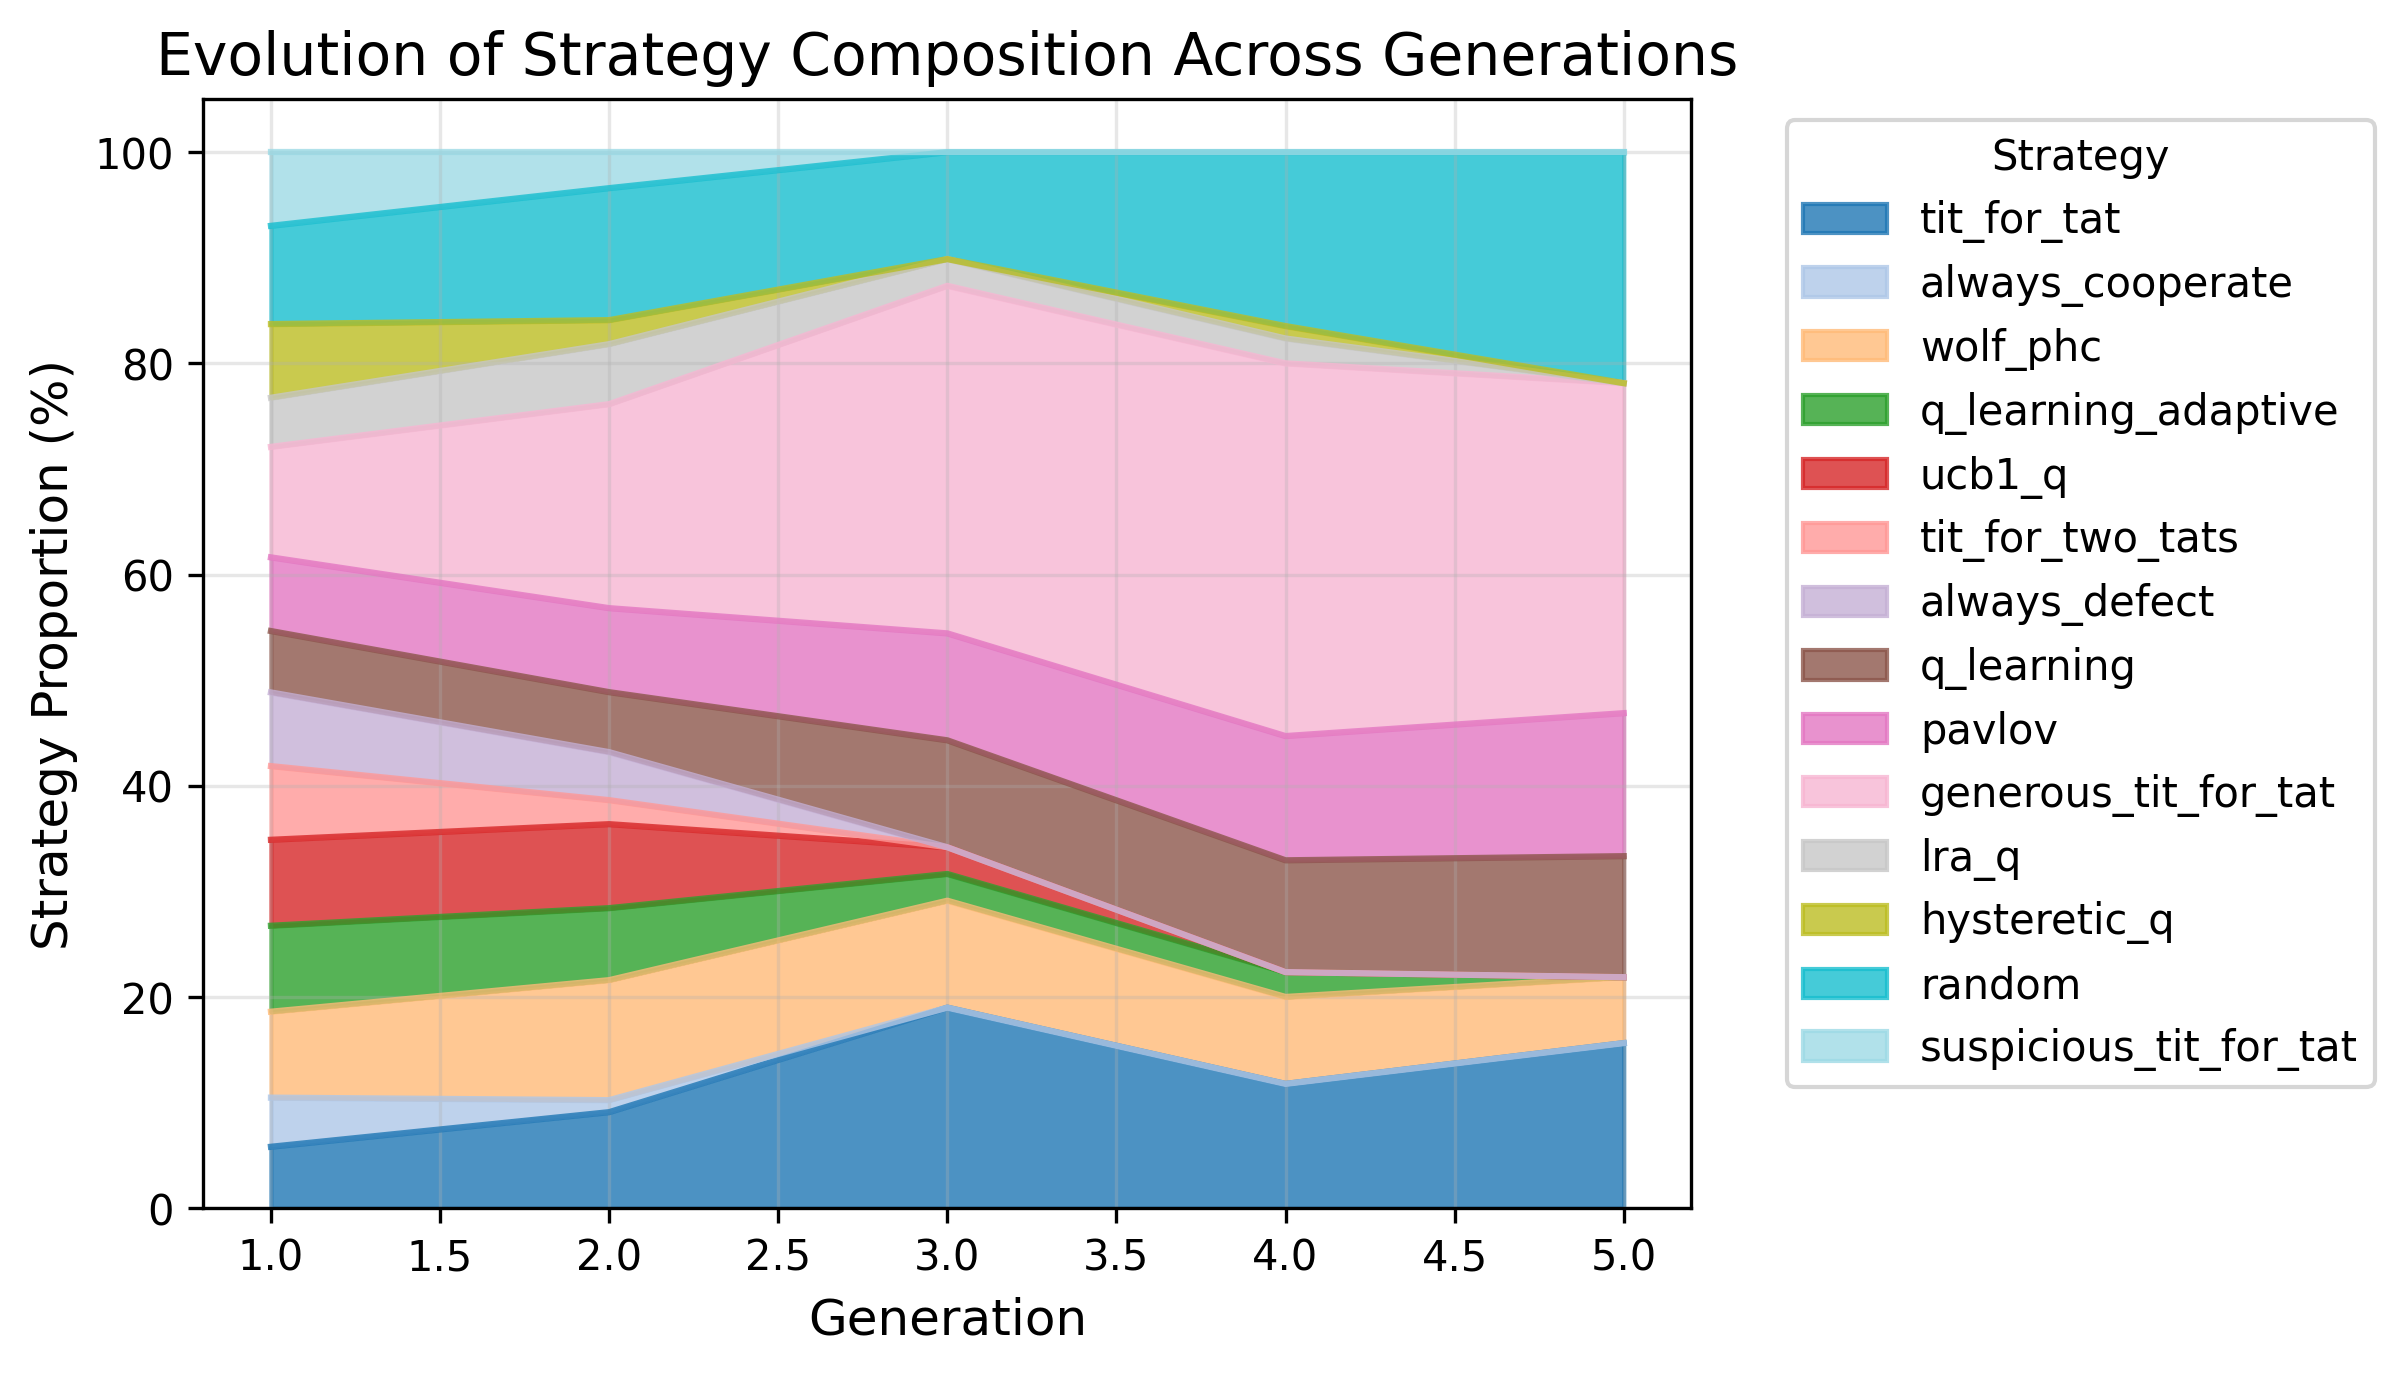 Evolution of Strategy Composition Across Generations
Strategy Proportion (%)
100
80
60
40
20
0
1.0 1.5 2.0 2.5 3.0 3.5 4.0 4.5 5.0
Generation
Strategy
tit_for_tat
always_cooperate
wolf_phc
q_learning_adaptive
ucb1_q
tit_for_two_tats
always_defect
q_learning
pavlov
generous_tit_for_tat
lra_q
hysteretic_q
random
suspicious_tit_for_tat